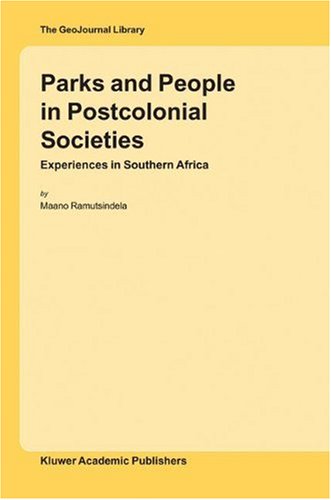 The GeoJournal Library
Parks and People
in Postcolonial
Societies
Experiences in Southern Africa
by
Maano Ramutsindela
Kluwer Academic Publishers